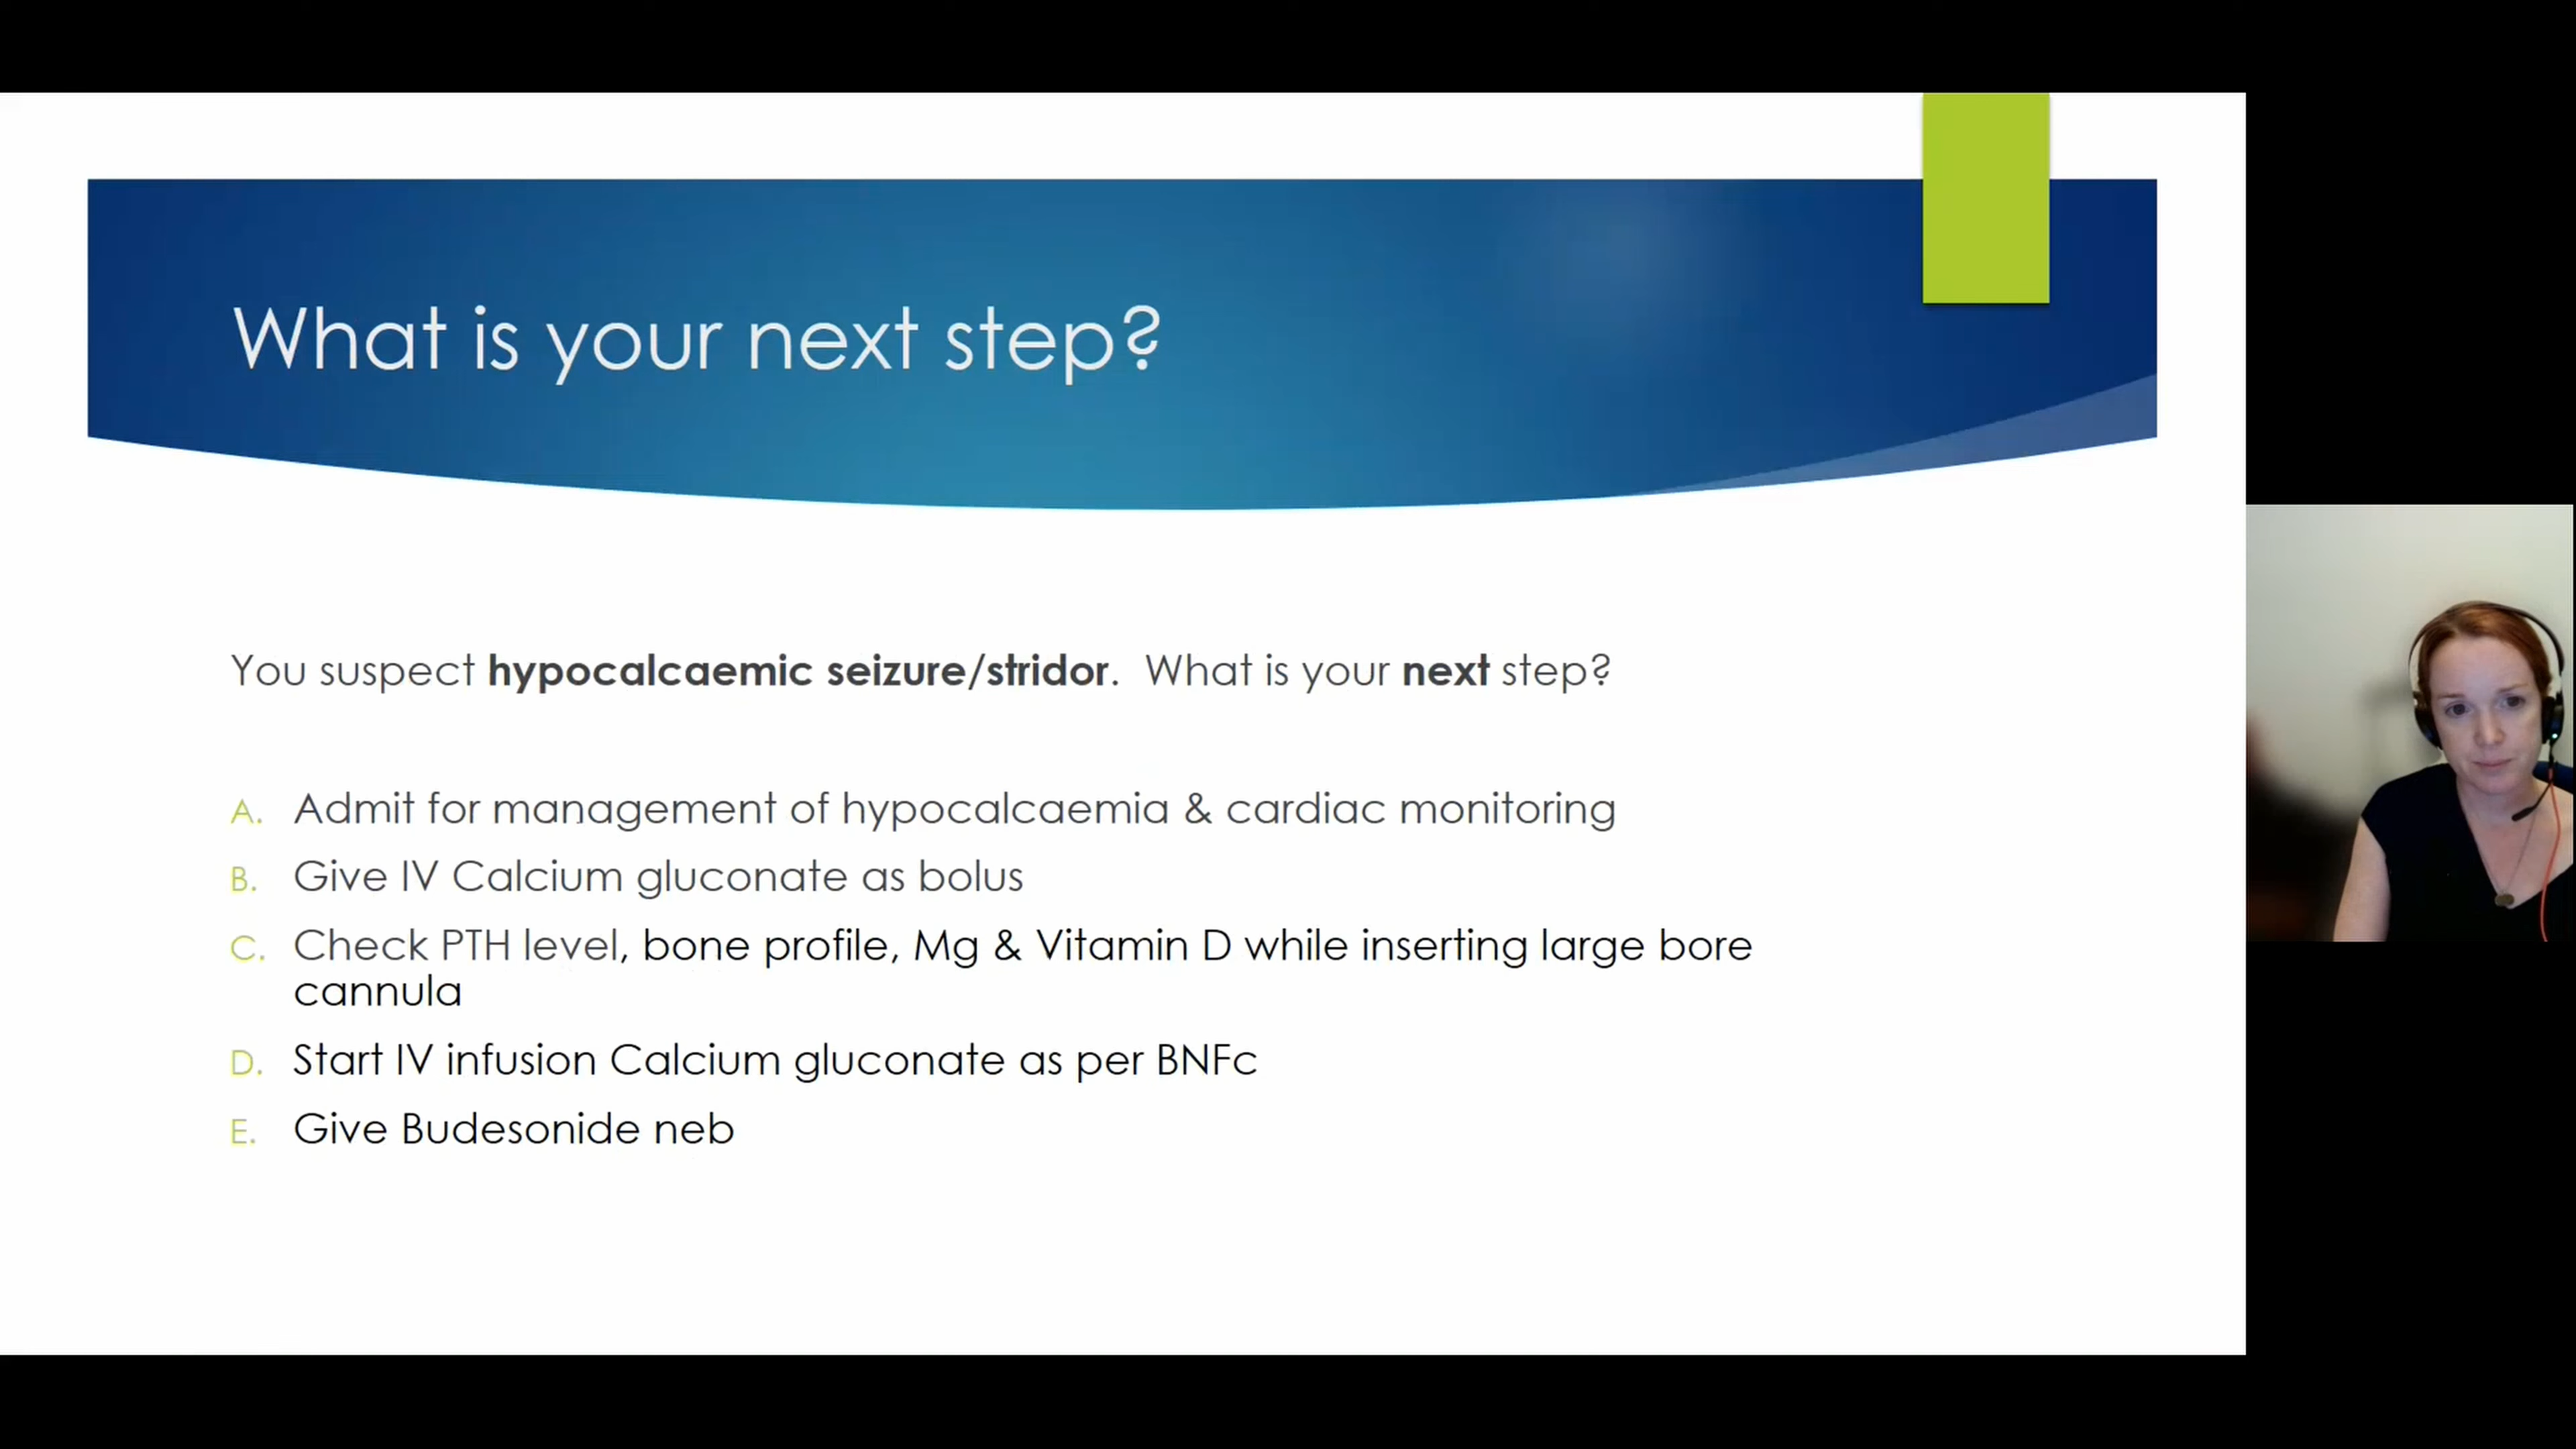 What is your next step?
You suspect hypocalcaemic seizure/stridor. What is your next step?
A. Admit for management of hypocalcaemia & cardiac monitoring
B. Give IV Calcium gluconate as bolus
C. Check PTH level, bone profile, Mg & Vitamin D while inserting large bore
cannula
D. Start IV infusion Calcium gluconate as per BNFc
E. Give Budesonide neb